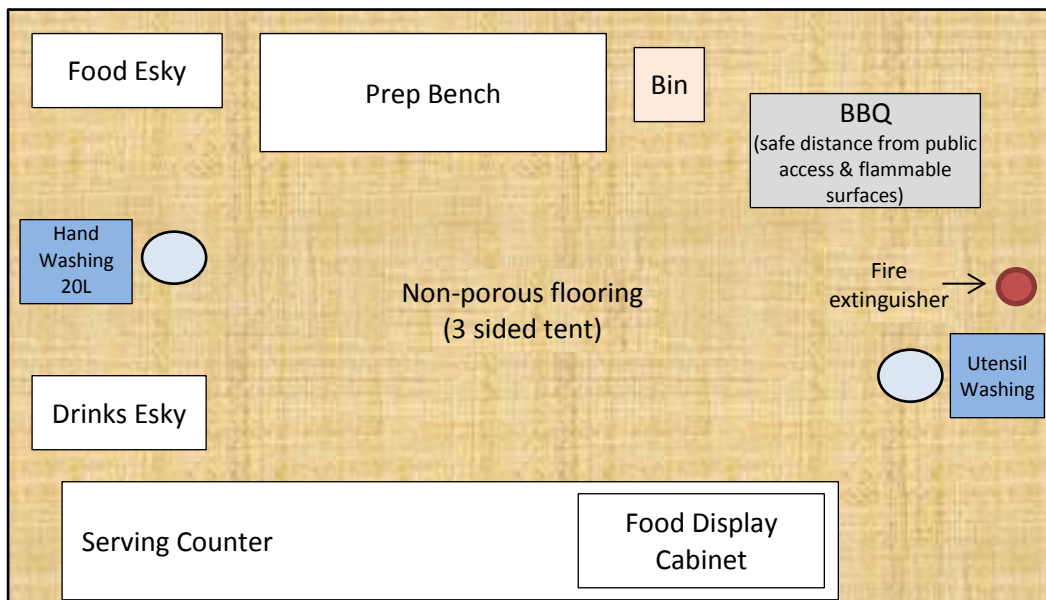 Food Esky
Prep Bench
Bin
BBQ
(safe distance from public
access & flammable
surfaces)
Hand
Washing
20L
Non-porous flooring
(3 sided tent)
Fire
extinguisher
Utensil
Washing
Drinks Esky
Serving Counter
Food Display
Cabinet